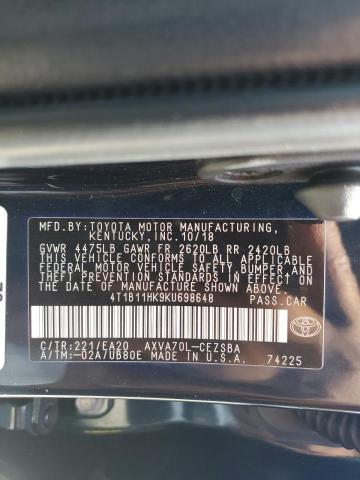 MFD.BY:TOYOTA MOTOR MANUFACTURING,
KENTUCKY, INC.10/18
GVWR 4475LB GAWR FR 2620LB RR 2420LB
THIS VEHICLE CONFORMS TO ALL APPLICABLE
FEDERAL MOTOR VEHICLE SAFETY, BUMPER, AND
THEFT PREVENTION STANDARDS IN EFFECT ON
THE DATE OF MANUFACTURE SHOWN ABOVE.
4T1B11HK9KU698648 PASS.CAR
C/TR:221/EA20 AXVA70L-CEZSBA
A/TM:-02A/UB80E MADE IN U.S.A. 74225